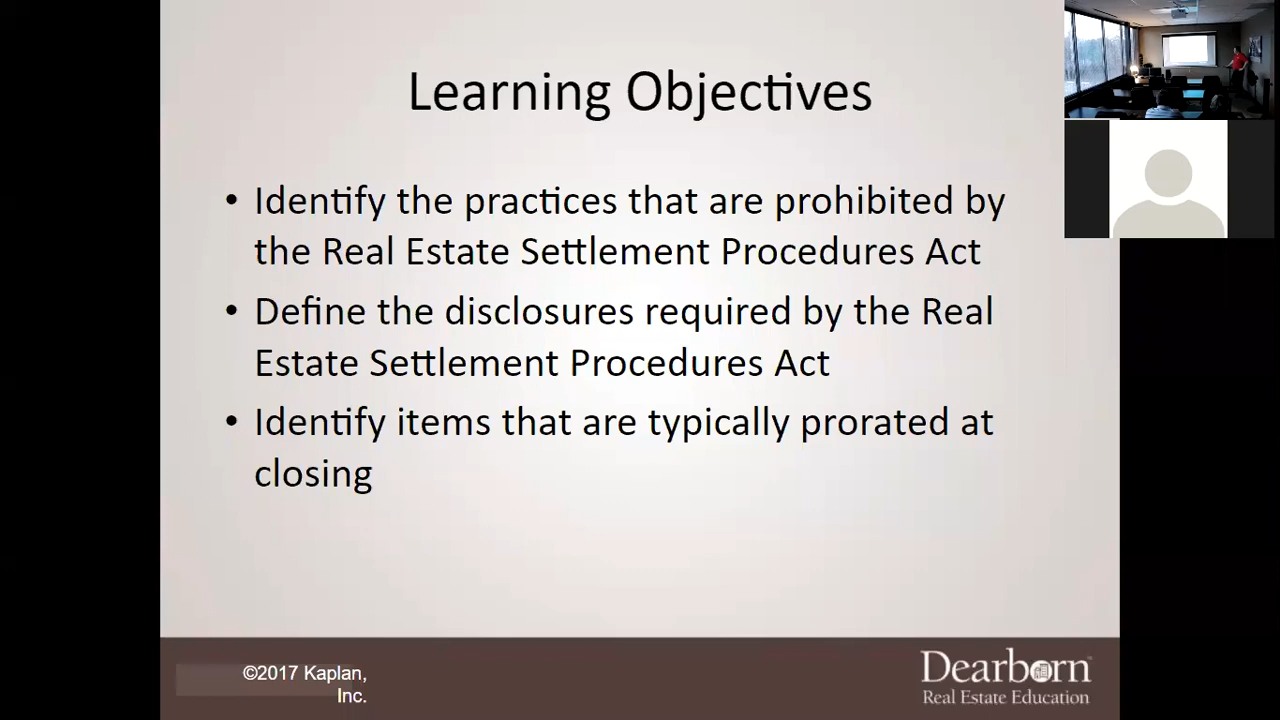 Learning Objectives
• Identify the practices that are prohibited by
the Real Estate Settlement Procedures Act
• Define the disclosures required by the Real
Estate Settlement Procedures Act
• Identify items that are typically prorated at
closing
©2017 Kaplan,
Inc.
Dearborn
Real Estate Education